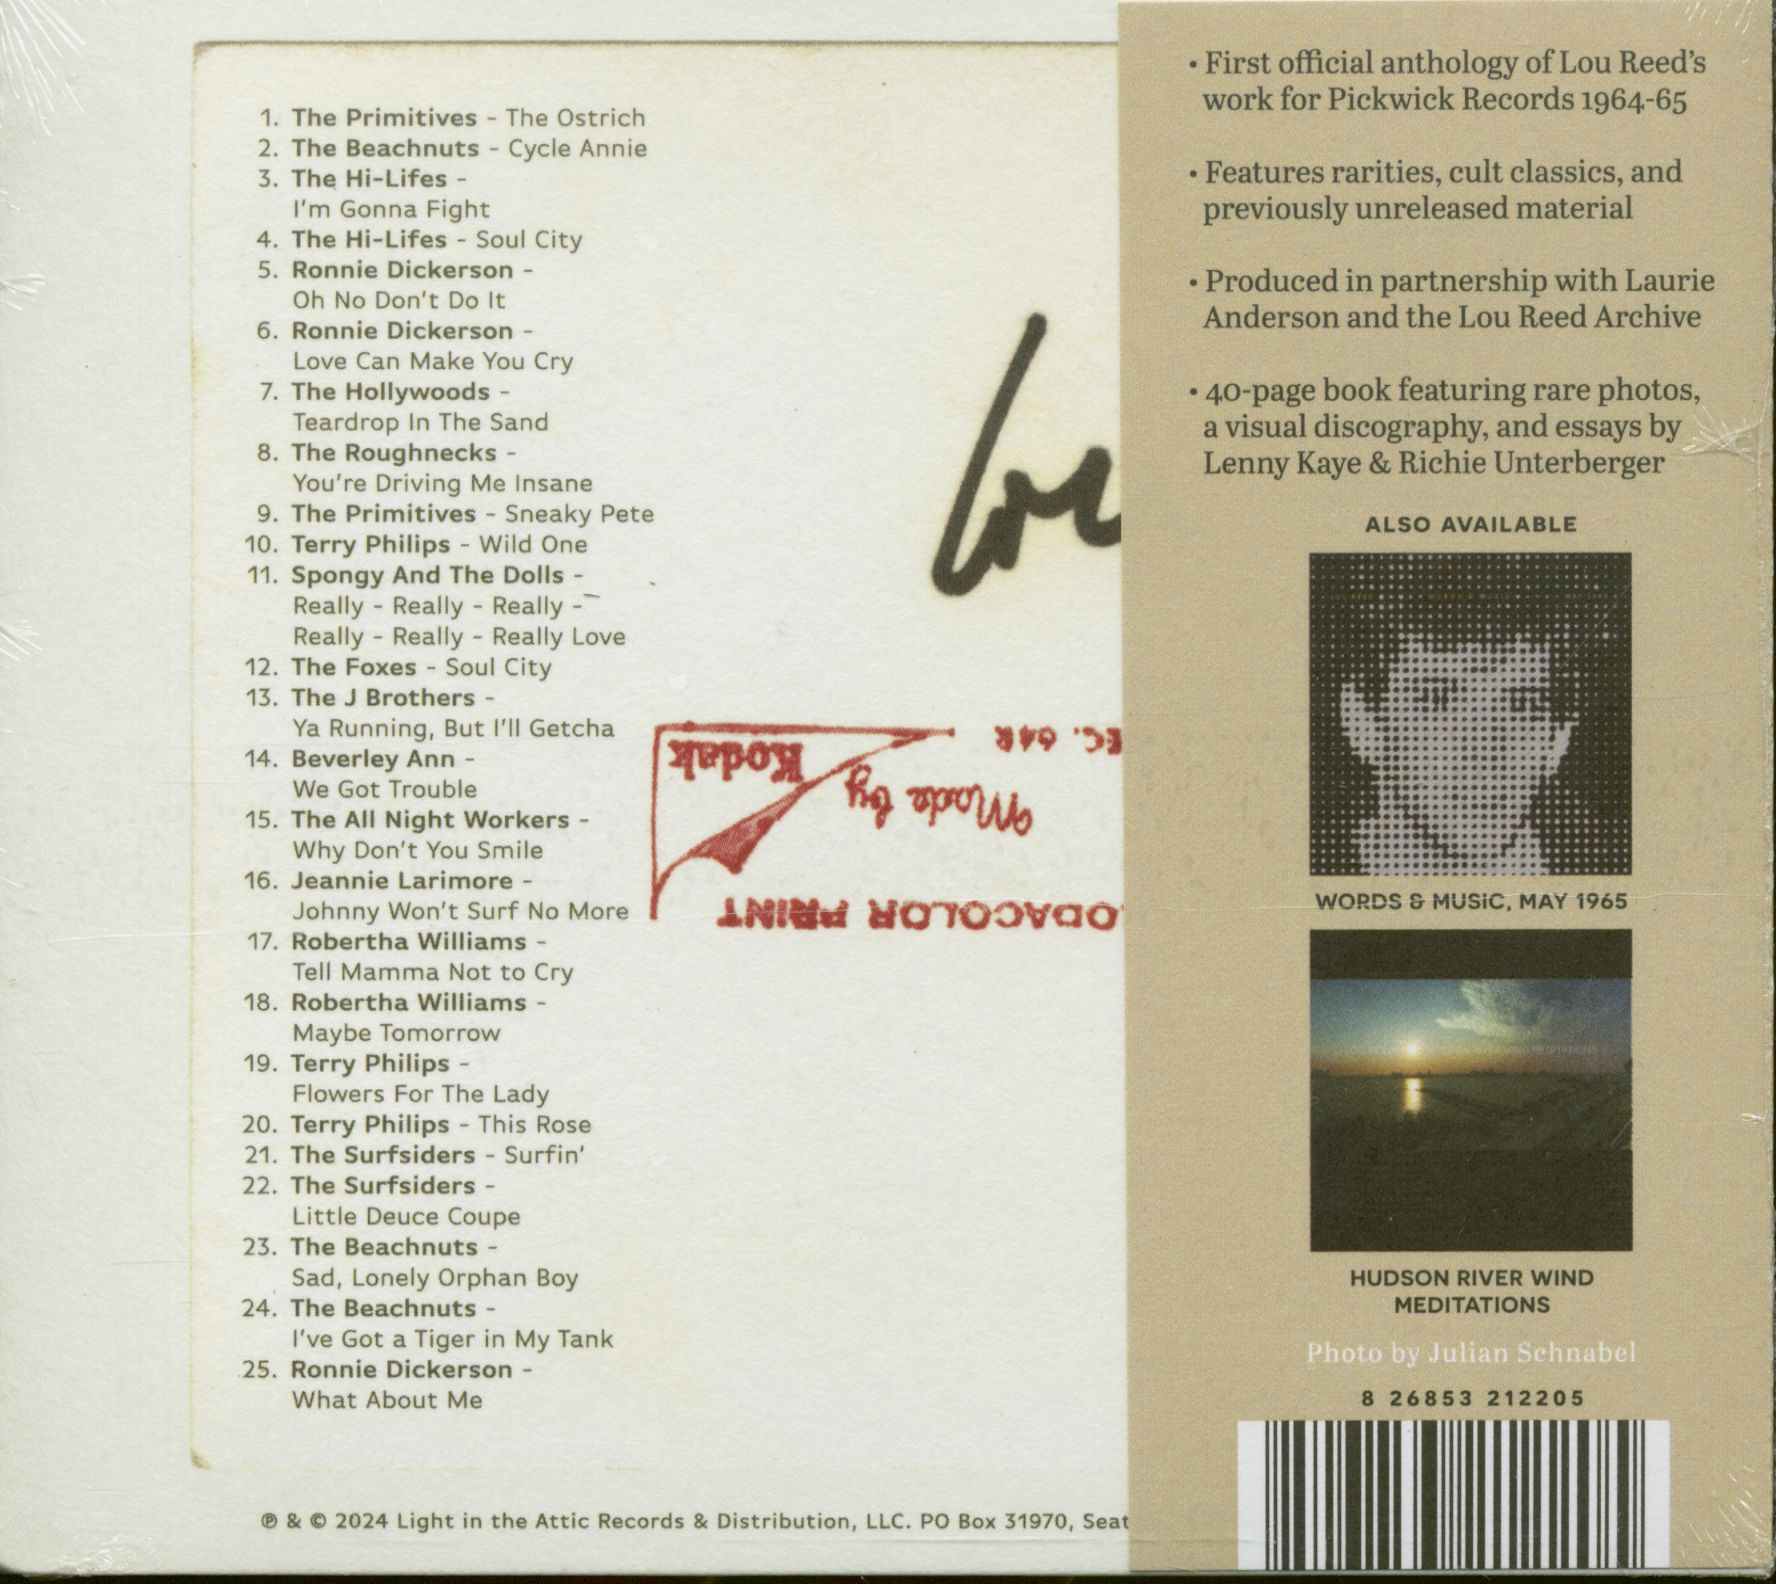 1. The Primitives - The Ostrich
2. The Beachnuts - Cycle Annie
3. The Hi-Lifes -
I'm Gonna Fight
4. The Hi-Lifes - Soul City
5. Ronnie Dickerson -
Oh No Don't Do It
6. Ronnie Dickerson -
Love Can Make You Cry
7. The Hollywoods -
Teardrop In The Sand
8. The Roughnecks -
You're Driving Me Insane
9. The Primitives - Sneaky Pete
10. Terry Philips - Wild One
11. Spongy And The Dolls -
Really - Really - Really -
Really - Really - Really Love
12. The Foxes - Soul City
13. The J Brothers -
Ya Running, But I'll Getcha
14. Beverley Ann -
We Got Trouble
15. The All Night Workers -
Why Don't You Smile
16. Jeannie Larimore -
Johnny Won't Surf No More
17. Robertha Williams -
Tell Mamma Not to Cry
18. Robertha Williams -
Maybe Tomorrow
19. Terry Philips -
Flowers For The Lady
20. Terry Philips - This Rose
21. The Surfsiders - Surfin'
22. The Surfsiders -
Little Deuce Coupe
23. The Beachnuts -
Sad, Lonely Orphan Boy
24. The Beachnuts -
I've Got a Tiger in My Tank
25. Ronnie Dickerson -
What About Me
Kodak
Made by
EC. 64R
ODACOLOR PRINT
℗ & © 2024 Light in the Attic Records & Distribution, LLC. PO Box 31970, Seat
• First official anthology of Lou Reed's
work for Pickwick Records 1964-65
• Features rarities, cult classics, and
previously unreleased material
• Produced in partnership with Laurie
Anderson and the Lou Reed Archive
• 40-page book featuring rare photos,
a visual discography, and essays by
Lenny Kaye & Richie Unterberger
ALSO AVAILABLE
WORDS & MUSIC, MAY 1965
HUDSON RIVER WIND
MEDITATIONS
Photo by Julian Schnabel
8 26853 212205